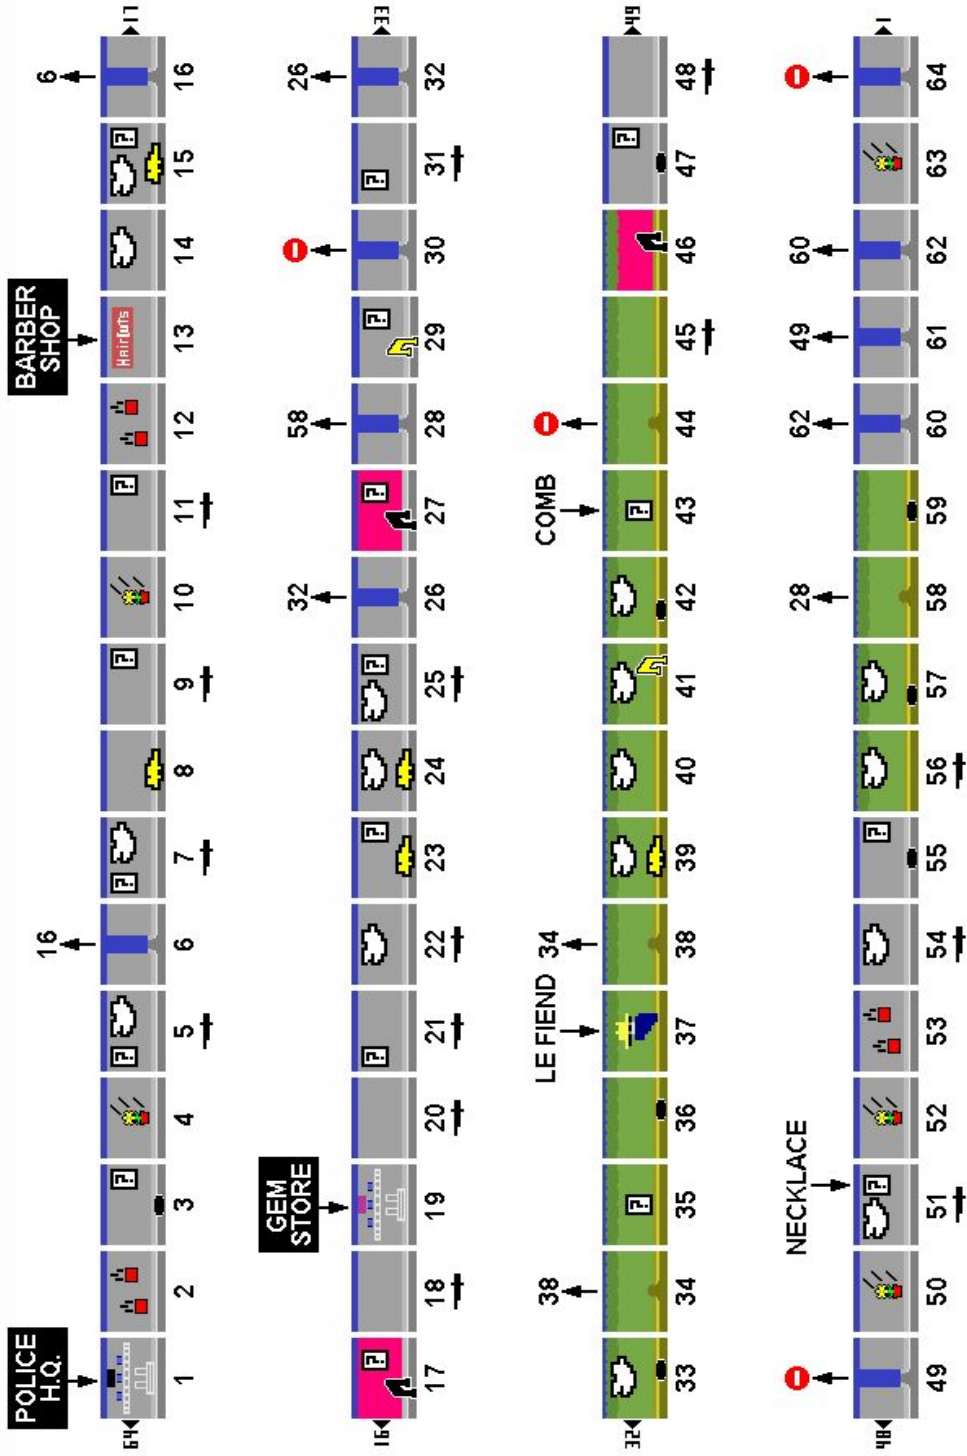 POLICE
H.Q.
16
BARBER
SHOP
6
64
HairCuts
17
1 2 3 4 5 6 7 8 9 10 11 12 13 14 15 16
GEM
STORE
32
58
26
16
33
17 18 19 20 21 22 23 24 25 26 27 28 29 30 31 32
38
LE FIEND
34
COMB
32
49
33 34 35 36 37 38 39 40 41 42 43 44 45 46 47 48
NECKLACE
28
62
49
60
48
1
49 50 51 52 53 54 55 56 57 58 59 60 61 62 63 64